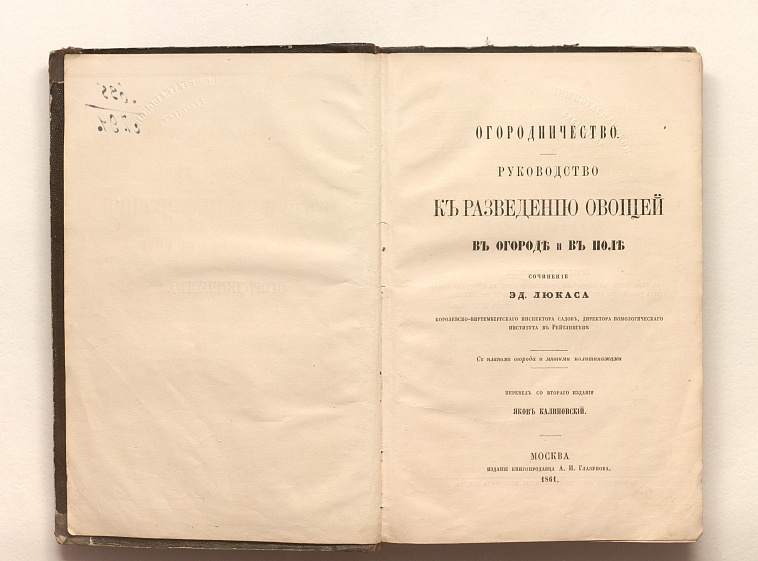 ОГОРОДНИЧЕСТВО.
РУКОВОДСТВО
КЪ РАЗВЕДЕНІЮ ОВОЩЕЙ
ВЪ ОГОРОДѢ и ВЪ ПОЛѢ
СОЧИНЕНІЕ
ЭД. ЛЮКАСА
КОРОЛЕВСКО-ВИРТЕМБЕРГСКАГО ИНСПЕКТОРА САДОВЪ, ДИРЕКТОРА ПОМОЛОГИЧЕСКАГО
ИНСТИТУТА ВЪ РЕЙТЛИНГЕНѢ
Съ планомъ огорода и многими политипажами
ПЕРЕВЕЛЪ СО ВТОРАГО ИЗДАНІЯ
ЯКОВЪ КАЛИНОВСКІЙ.
МОСКВА
ИЗДАНІЕ КНИГОПРОДАВЦА А. И. ГЛАЗУНОВА.
1861.